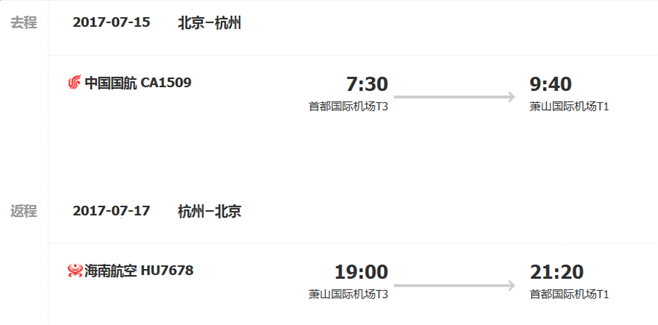 去程 2017-07-15 北京–杭州
中国国航 CA1509 7:30 9:40
首都国际机场T3 萧山国际机场T1
返程 2017-07-17 杭州–北京
海南航空 HU7678 19:00 21:20
萧山国际机场T3 首都国际机场T1